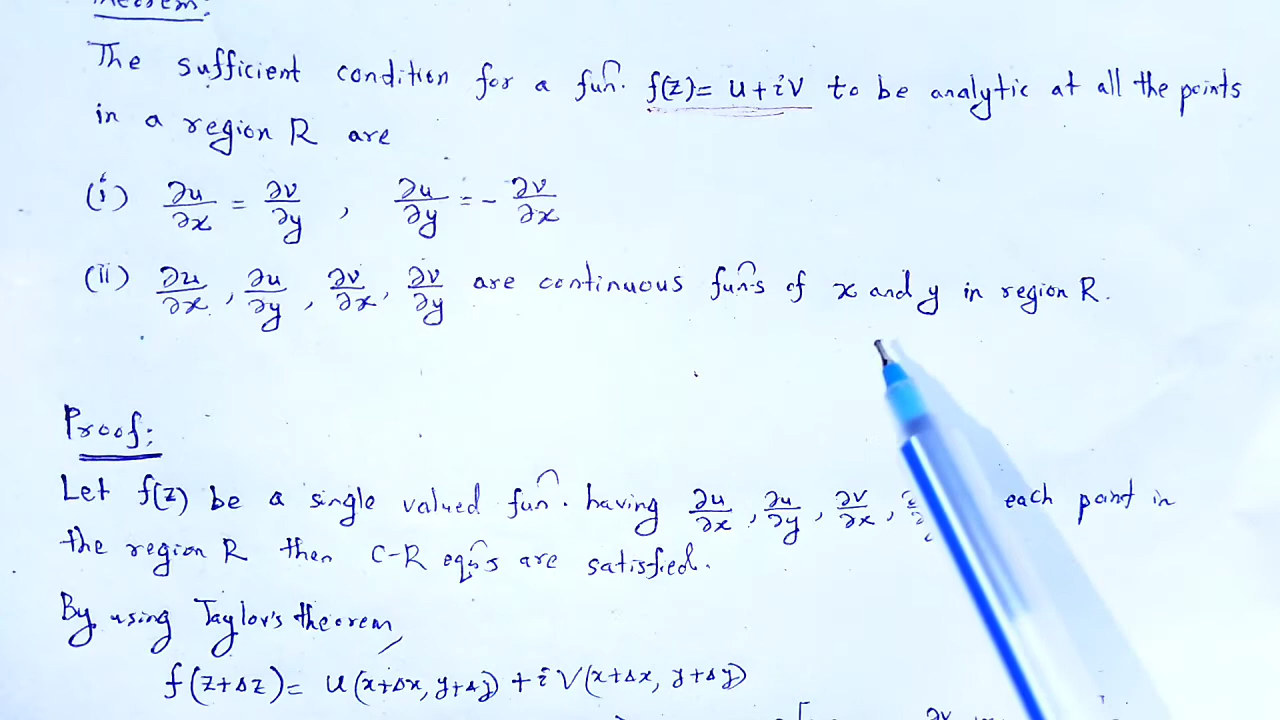 Theorem:
The sufficient condition for a fun. f(z)= u+iv to be analytic at all the points
in a region R are
(i) ∂u/∂x = ∂v/∂y , ∂u/∂y = - ∂v/∂x
(ii) ∂u/∂x , ∂u/∂y , ∂v/∂x , ∂v/∂y are continuous funs of x and y in region R.
Proof:
Let f(z) be a single valued fun. having ∂u/∂x , ∂u/∂y , ∂v/∂x , each point in
the region R then C-R eqns are satisfied.
By using Taylor's theorem,
f(z+Δz)= u(x+Δx, y+Δy) + i V(x+Δx, y+Δy)